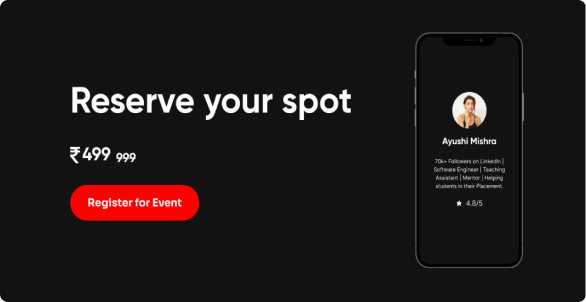 Reserve your spot
₹499 999
Register for Event
Ayushi Mishra
70k+ Followers on LinkedIn |
Software Engineer | Teaching
Assistant | Mentor | Helping
students in their Placement.
★ 4.8/5